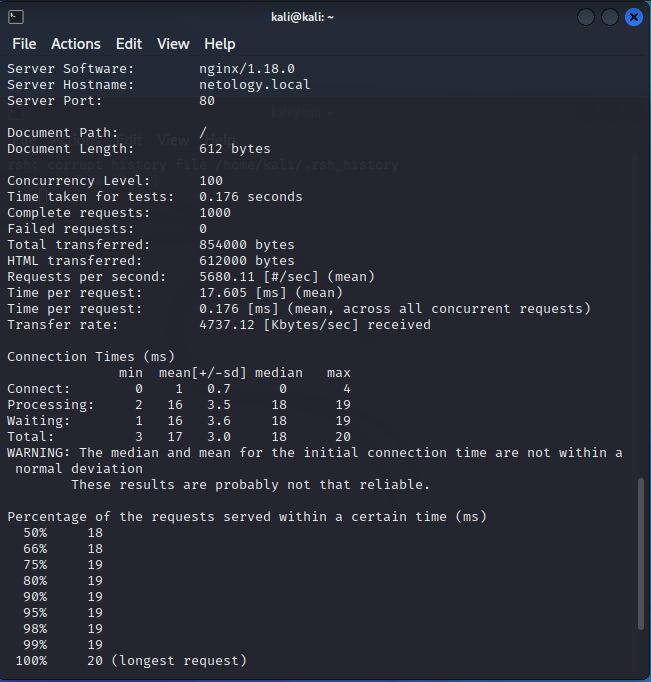 kali@kali: ~
File Actions Edit View Help
Server Software: nginx/1.18.0
Server Hostname: netology.local
Server Port: 80
Document Path: /
Document Length: 612 bytes
Concurrency Level: 100
Time taken for tests: 0.176 seconds
Complete requests: 1000
Failed requests: 0
Total transferred: 854000 bytes
HTML transferred: 612000 bytes
Requests per second: 5680.11 [#/sec] (mean)
Time per request: 17.605 [ms] (mean)
Time per request: 0.176 [ms] (mean, across all concurrent requests)
Transfer rate: 4737.12 [Kbytes/sec] received
Connection Times (ms)
min mean[+/-sd] median max
Connect: 0 1 0.7 0 4
Processing: 2 16 3.5 18 19
Waiting: 1 16 3.6 18 19
Total: 3 17 3.0 18 20
WARNING: The median and mean for the initial connection time are not within a
normal deviation
These results are probably not that reliable.
Percentage of the requests served within a certain time (ms)
50% 18
66% 18
75% 19
80% 19
90% 19
95% 19
98% 19
99% 19
100% 20 (longest request)